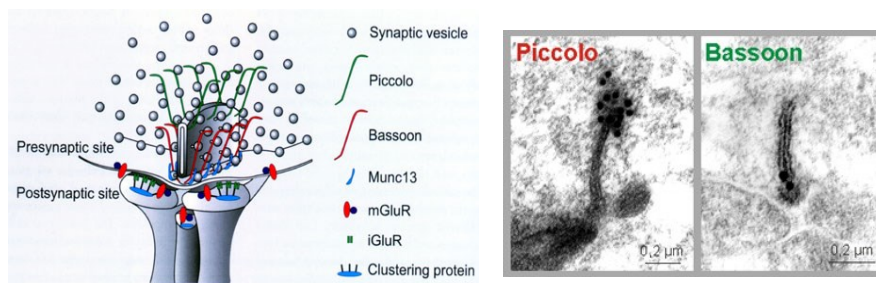 Synaptic vesicle
Piccolo
Bassoon
Presynaptic site
Munc13
Postsynaptic site
mGluR
iGluR
Clustering protein
Piccolo
0,2 µm
Bassoon
0,2 µm